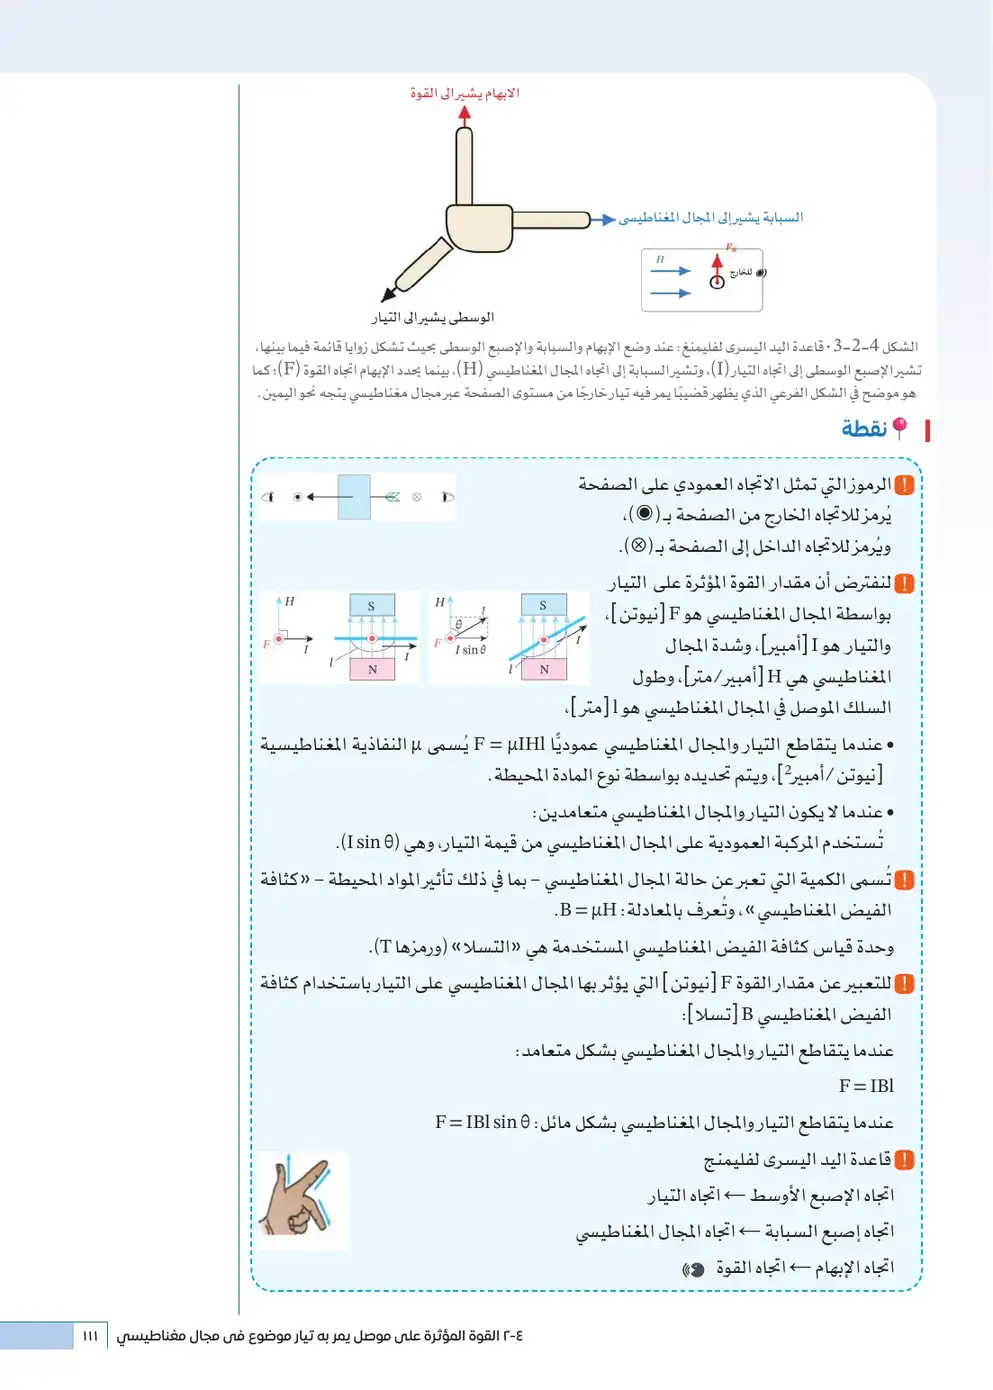 الابهام يشير الى القوة
السبابة يشير إلى المجال المغناطيسى
F_B
H
للخارج
الوسطى يشير الى التيار
الشكل 4-2-3 • قاعدة اليد اليسرى لفليمنغ: عند وضع الإبهام والسبابة والإصبع الوسطى بحيث تشكل زوايا قائمة فيما بينها،
تشير الإصبع الوسطى إلى اتجاه التيار (I)، وتشير السبابة إلى اتجاه المجال المغناطيسي (H)، بينما يحدد الإبهام اتجاه القوة (F)؛ كما
هو موضح في الشكل الفرعي الذي يظهر قضيبًا يمر فيه تيار خارجًا من مستوى الصفحة عبر مجال مغناطيسي يتجه نحو اليمين.
نقطة
الرموز التي تمثل الاتجاه العمودي على الصفحة
يُرمز للاتجاه الخارج من الصفحة بـ (◉)،
ويُرمز للاتجاه الداخل إلى الصفحة بـ (⊗).
لنفترض أن مقدار القوة المؤثرة على التيار
بواسطة المجال المغناطيسي هو F [نيوتن]،
والتيار هو I [أمبير]، وشدة المجال
المغناطيسي هي H [أمبير/متر]، وطول
السلك الموصل في المجال المغناطيسي هو l [متر]،
H
F
I
S
l
I
N
H
I
θ
F
I sin θ
S
I
l
N
• عندما يتقاطع التيار والمجال المغناطيسي عموديًّا F = μIHl يُسمى μ النفاذية المغناطيسية
[نيوتن /أمبير²]، ويتم تحديده بواسطة نوع المادة المحيطة.
• عندما لا يكون التيار والمجال المغناطيسي متعامدين:
تُستخدم المركبة العمودية على المجال المغناطيسي من قيمة التيار، وهي (I sin θ).
تُسمى الكمية التي تعبر عن حالة المجال المغناطيسي – بما في ذلك تأثير المواد المحيطة – «كثافة
الفيض المغناطيسي»، وتُعرف بالمعادلة: B = μH.
وحدة قياس كثافة الفيض المغناطيسي المستخدمة هي «التسلا» (ورمزها T).
للتعبير عن مقدار القوة F [نيوتن] التي يؤثر بها المجال المغناطيسي على التيار باستخدام كثافة
الفيض المغناطيسي B [تسلا]:
عندما يتقاطع التيار والمجال المغناطيسي بشكل متعامد:
F = IBl
عندما يتقاطع التيار والمجال المغناطيسي بشكل مائل: F = IBl sin θ
قاعدة اليد اليسرى لفليمنج
اتجاه الإصبع الأوسط ← اتجاه التيار
اتجاه إصبع السبابة ← اتجاه المجال المغناطيسي
اتجاه الإبهام ← اتجاه القوة
٤-٢ القوة المؤثرة على موصل يمر به تيار موضوع فى مجال مغناطيسي ١١١